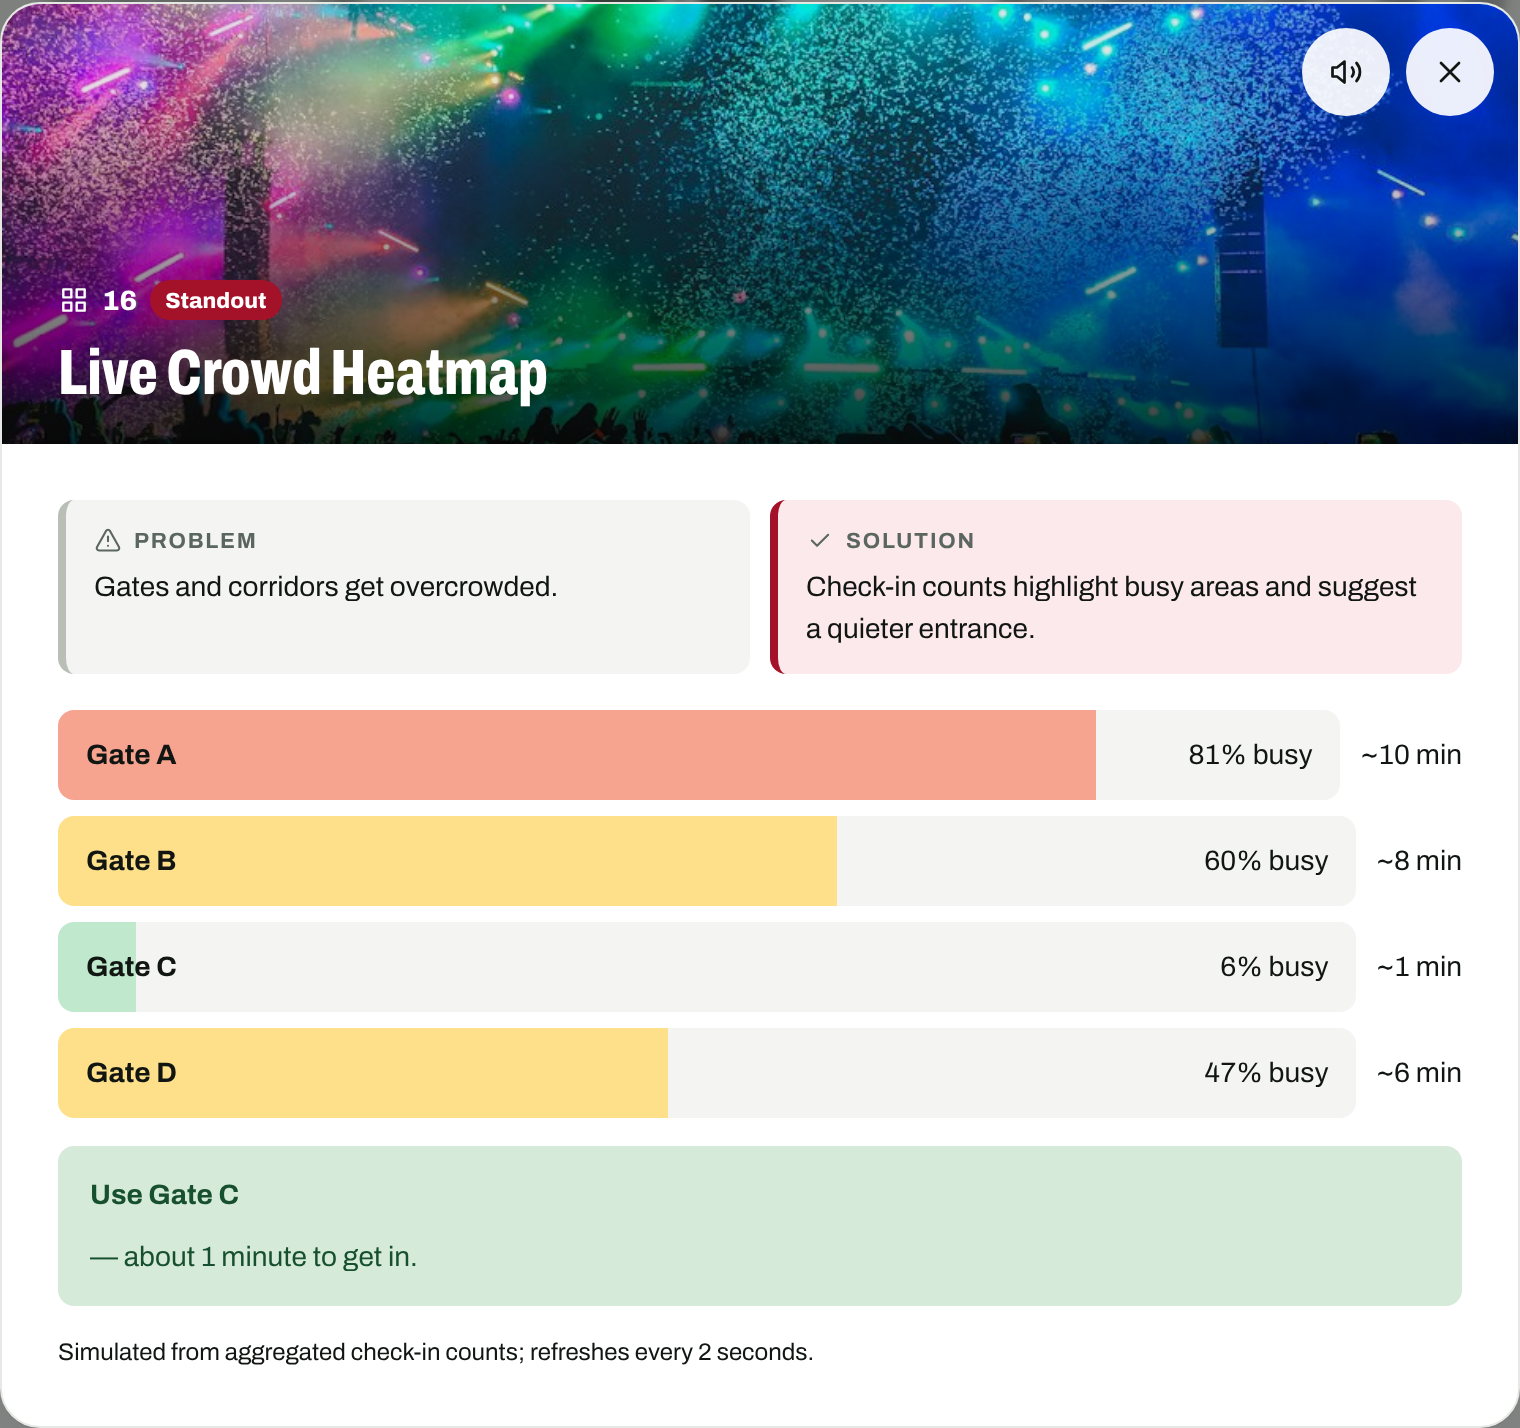 16 Standout
Live Crowd Heatmap
PROBLEM
Gates and corridors get overcrowded.
SOLUTION
Check-in counts highlight busy areas and suggest
a quieter entrance.
Gate A 81% busy ~10 min
Gate B 60% busy ~8 min
Gate C 6% busy ~1 min
Gate D 47% busy ~6 min
Use Gate C
— about 1 minute to get in.
Simulated from aggregated check-in counts; refreshes every 2 seconds.